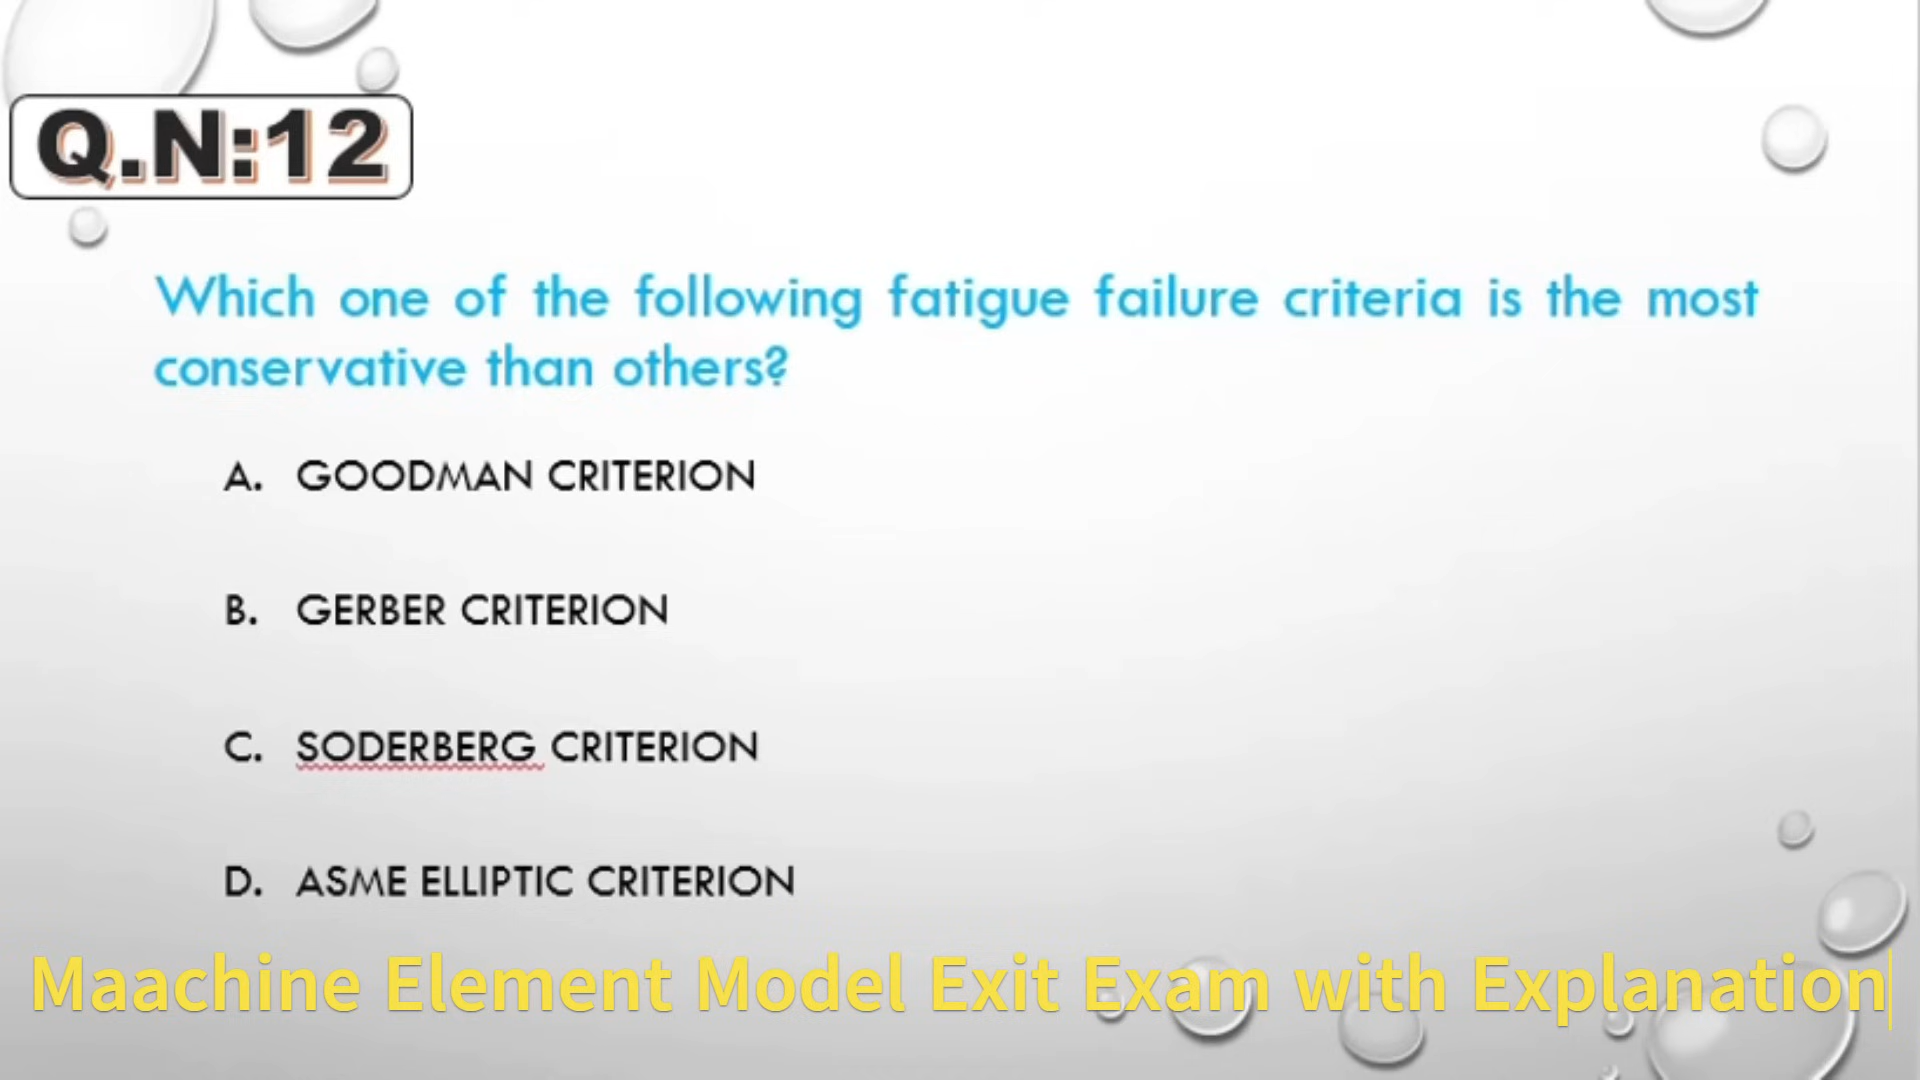 Q.N:12
Which one of the following fatigue failure criteria is the most
conservative than others?
A. GOODMAN CRITERION
B. GERBER CRITERION
C. SODERBERG CRITERION
D. ASME ELLIPTIC CRITERION
Maachine Element Model Exit Exam with Explanation